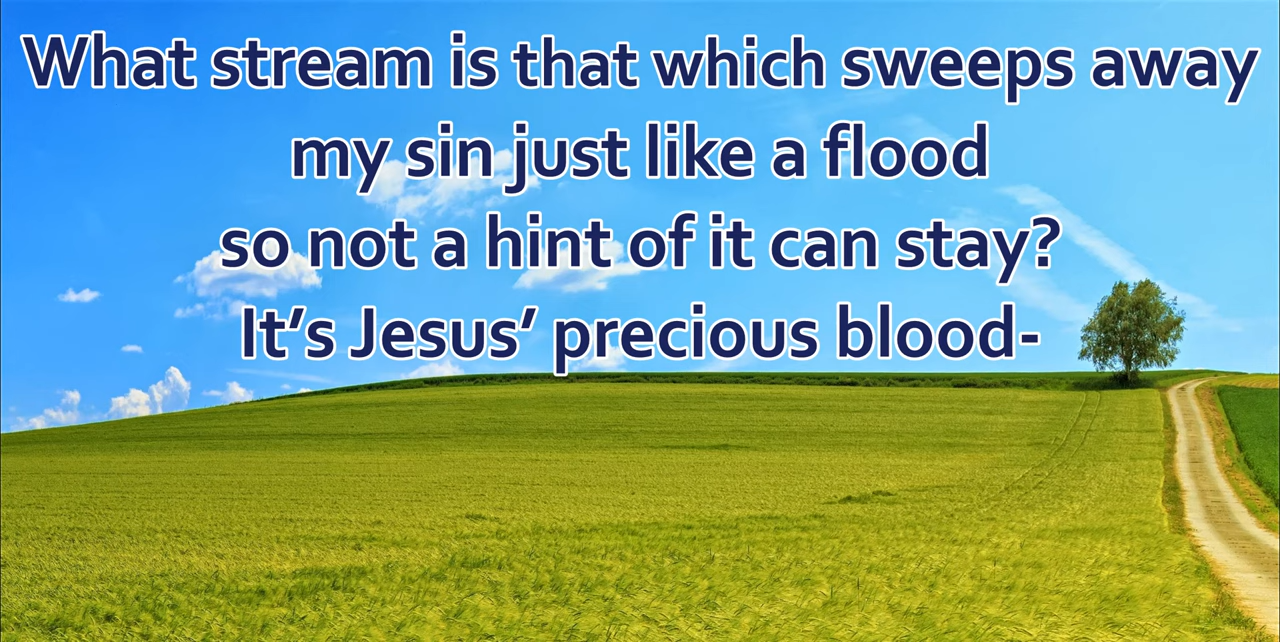 What stream is that which sweeps away
my sin just like a flood
so not a hint of it can stay?
It’s Jesus’ precious blood-